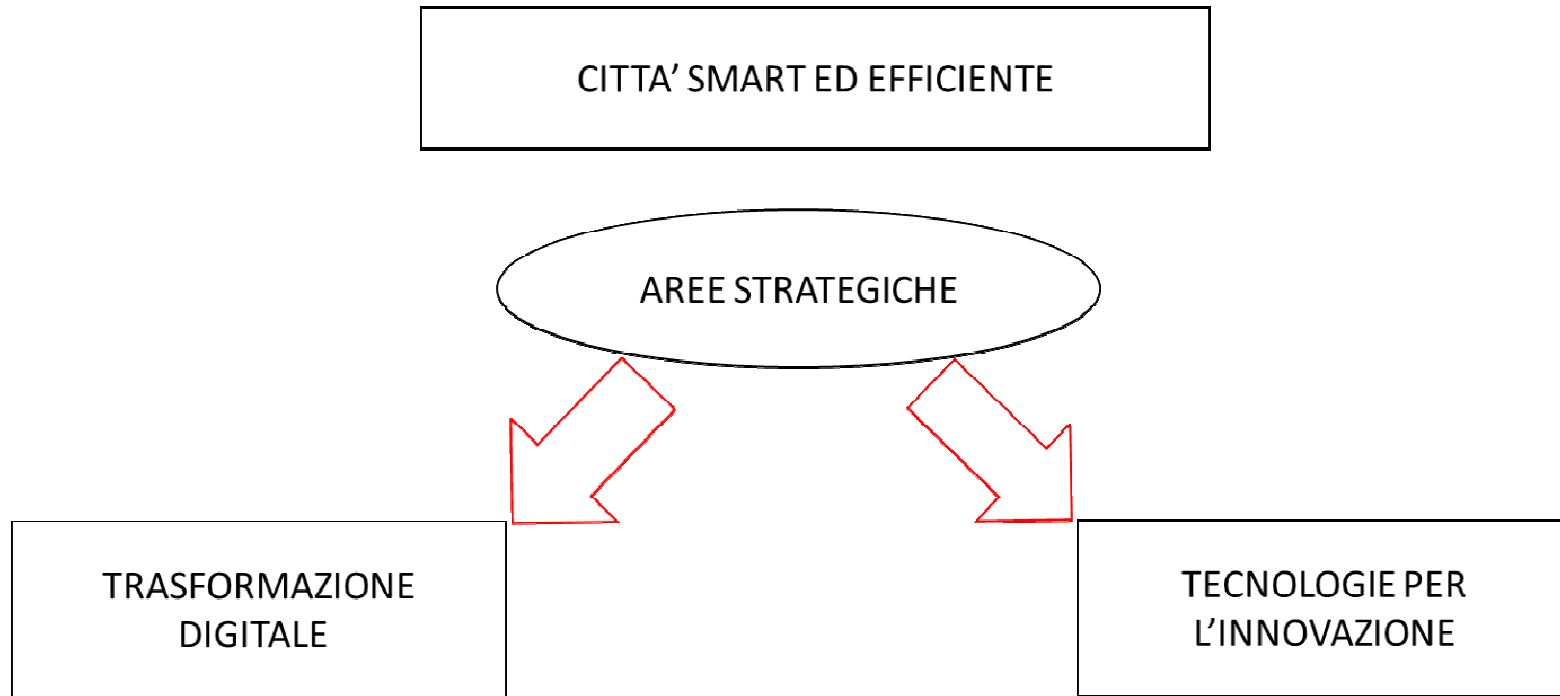 CITTA’ SMART ED EFFICIENTE
AREE STRATEGICHE
TRASFORMAZIONE
DIGITALE
TECNOLOGIE PER
L’INNOVAZIONE